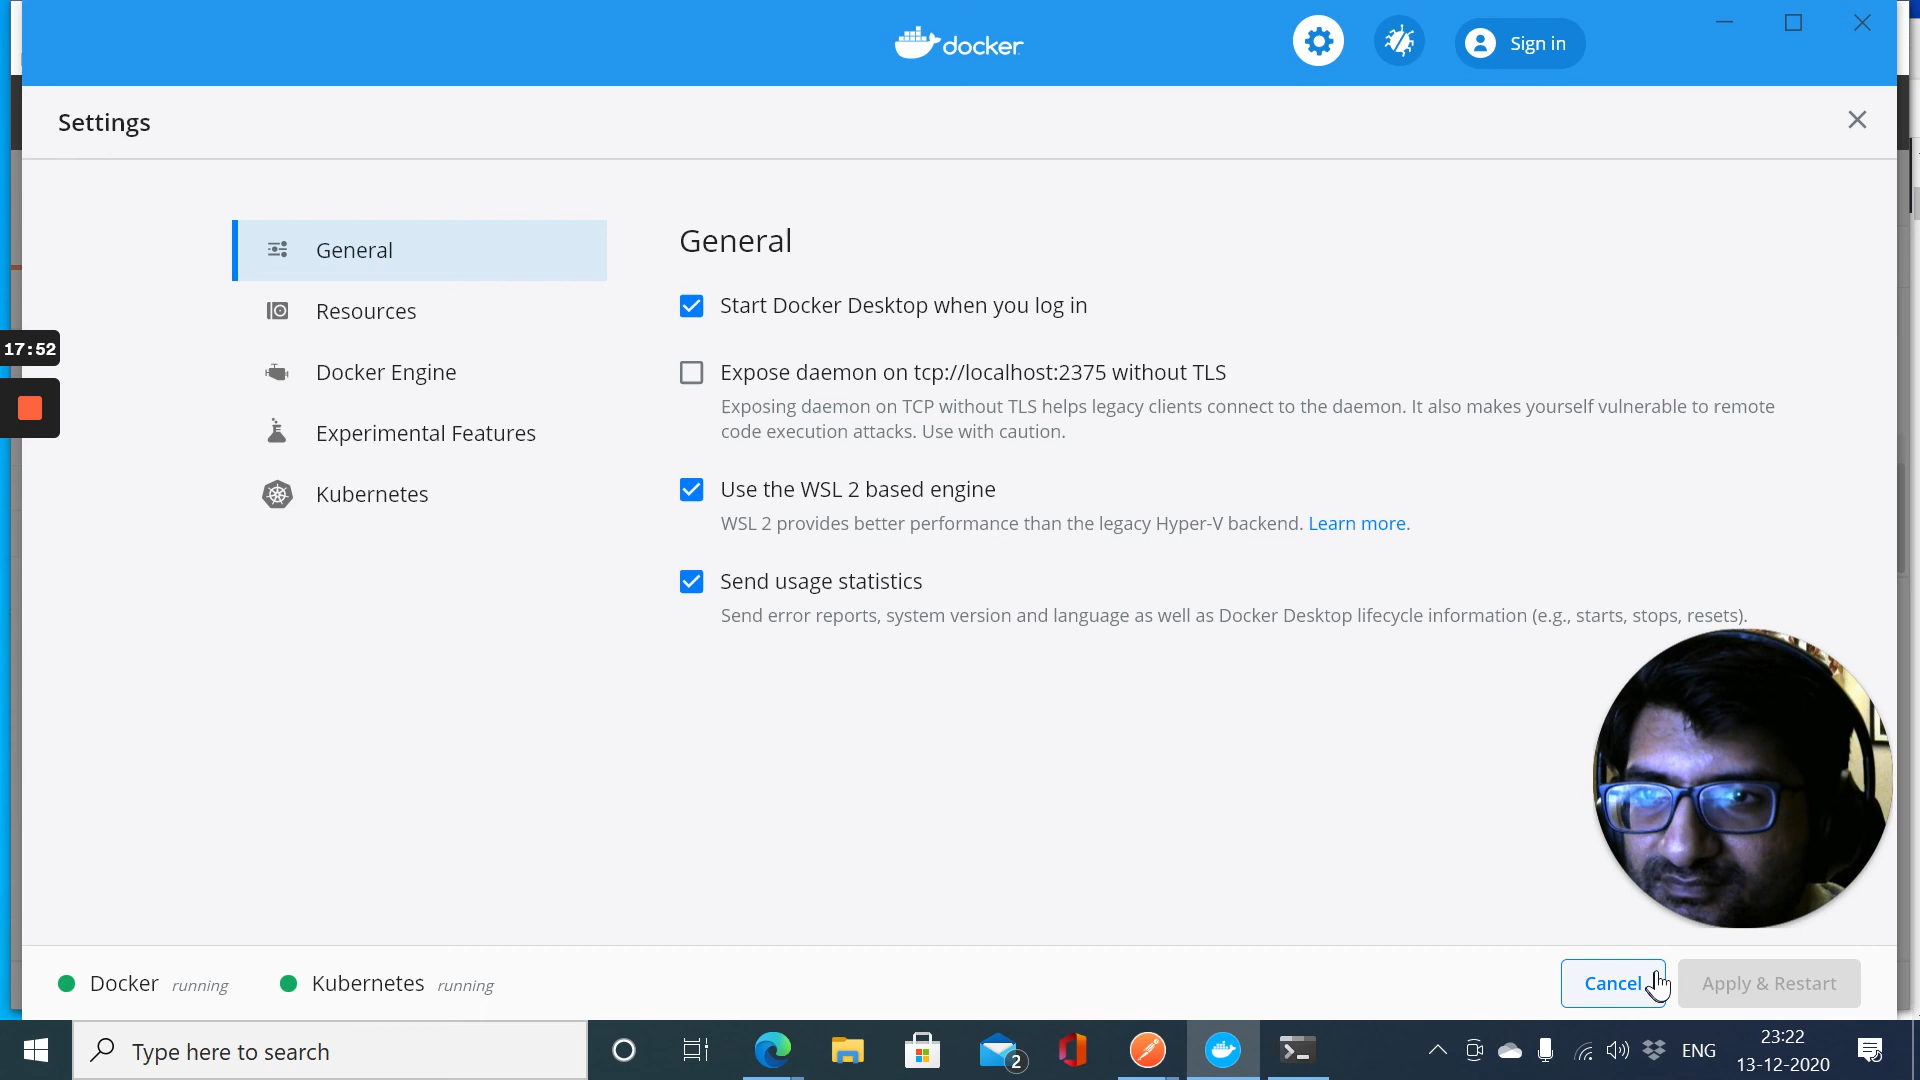 docker
Sign in
Settings
General
Resources
Docker Engine
Experimental Features
Kubernetes
General
Start Docker Desktop when you log in
Expose daemon on tcp://localhost:2375 without TLS
Exposing daemon on TCP without TLS helps legacy clients connect to the daemon. It also makes yourself vulnerable to remote
code execution attacks. Use with caution.
Use the WSL 2 based engine
WSL 2 provides better performance than the legacy Hyper-V backend. Learn more.
Send usage statistics
Send error reports, system version and language as well as Docker Desktop lifecycle information (e.g., starts, stops, resets).
17:52
Docker running
Kubernetes running
Cancel
Apply & Restart
Type here to search
2
ENG
23:22
13-12-2020